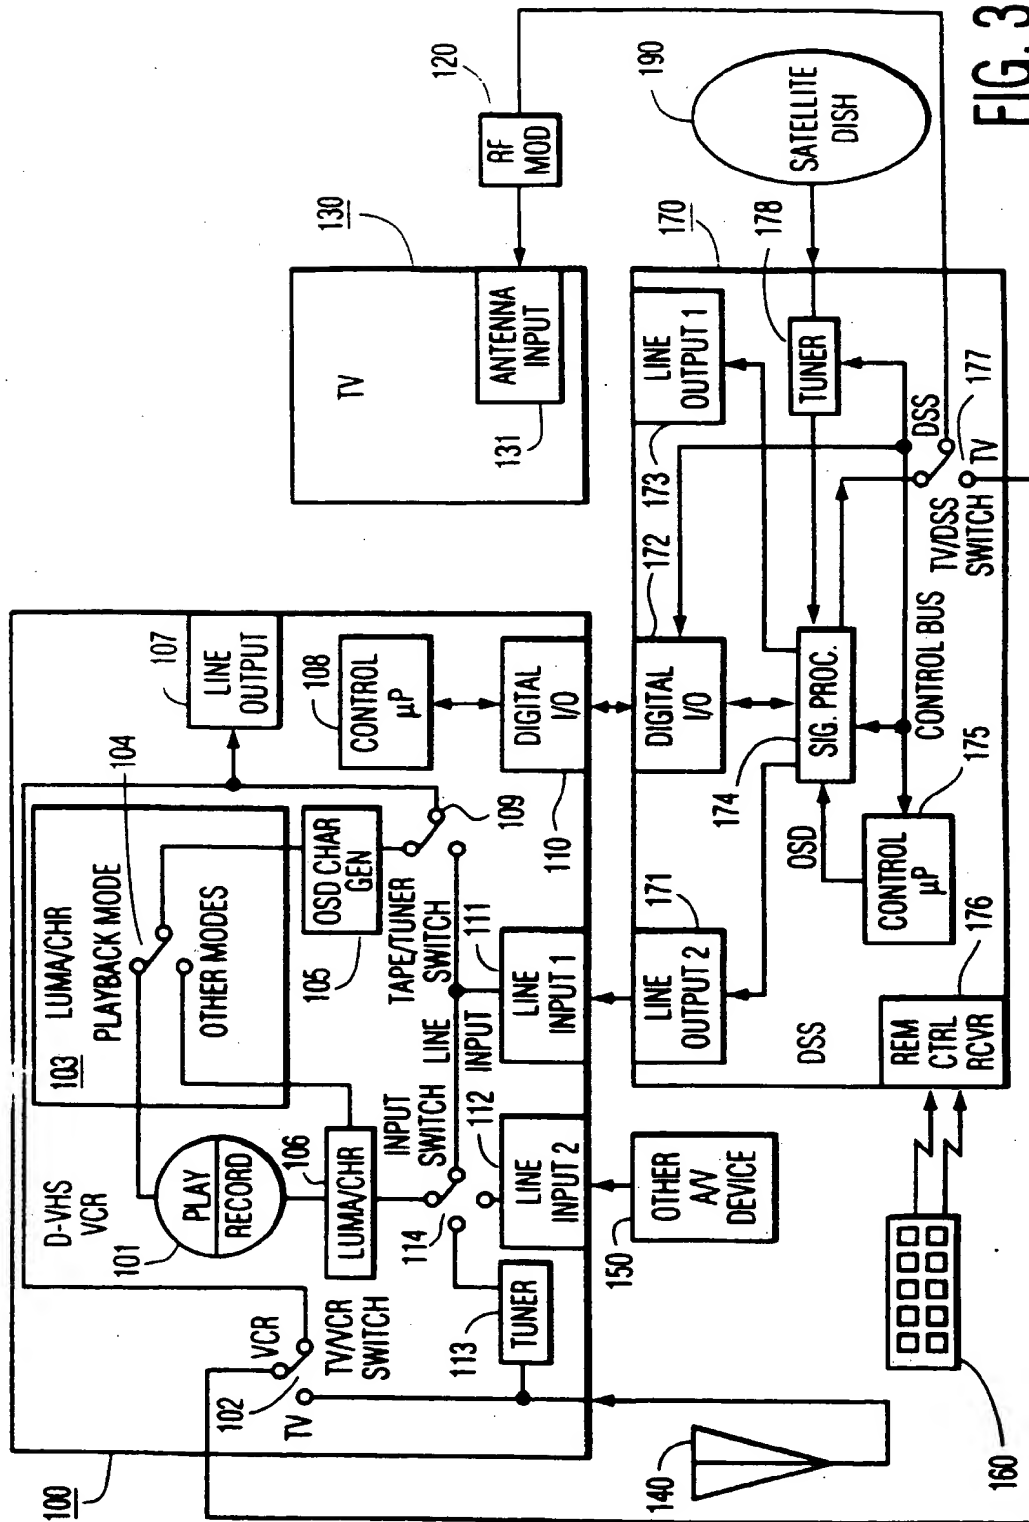 100
D-VHS
VCR
101
PLAY
RECORD
103
LUMA/CHR
PLAYBACK MODE
OTHER MODES
104
107
LINE
OUTPUT
108
CONTROL
µP
OSD CHAR
GEN
105
109
106
LUMA/CHR
INPUT
SWITCH
LINE
INPUT
TAPE/TUNER
SWITCH
VCR
102
TV
TV/VCR
SWITCH
113
TUNER
114
112
LINE
INPUT 2
111
LINE
INPUT 1
110
DIGITAL
I/O
TV
130
ANTENNA
INPUT
131
120
RF
MOD
140
150
OTHER
A/V
DEVICE
160
170
DSS
171
LINE
OUTPUT 2
172
DIGITAL
I/O
173
LINE
OUTPUT 1
174
SIG. PROC.
OSD
CONTROL
µP
175
CONTROL BUS
176
REM
CTRL
RCVR
178
TUNER
TV/DSS
SWITCH
DSS
TV
177
190
SATELLITE
DISH
FIG. 3